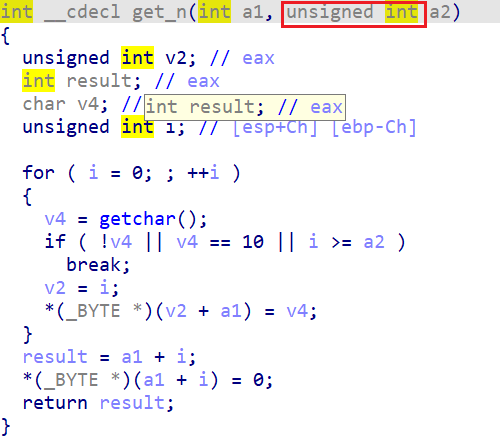 int __cdecl get_n(int a1, unsigned int a2)
{
  unsigned int v2; // eax
  int result; // eax
  char v4; // int result; // eax
  unsigned int i; // [esp+Ch] [ebp-Ch]

  for ( i = 0; ; ++i )
  {
    v4 = getchar();
    if ( !v4 || v4 == 10 || i >= a2 )
      break;
    v2 = i;
    *(_BYTE *)(v2 + a1) = v4;
  }
  result = a1 + i;
  *(_BYTE *)(a1 + i) = 0;
  return result;
}